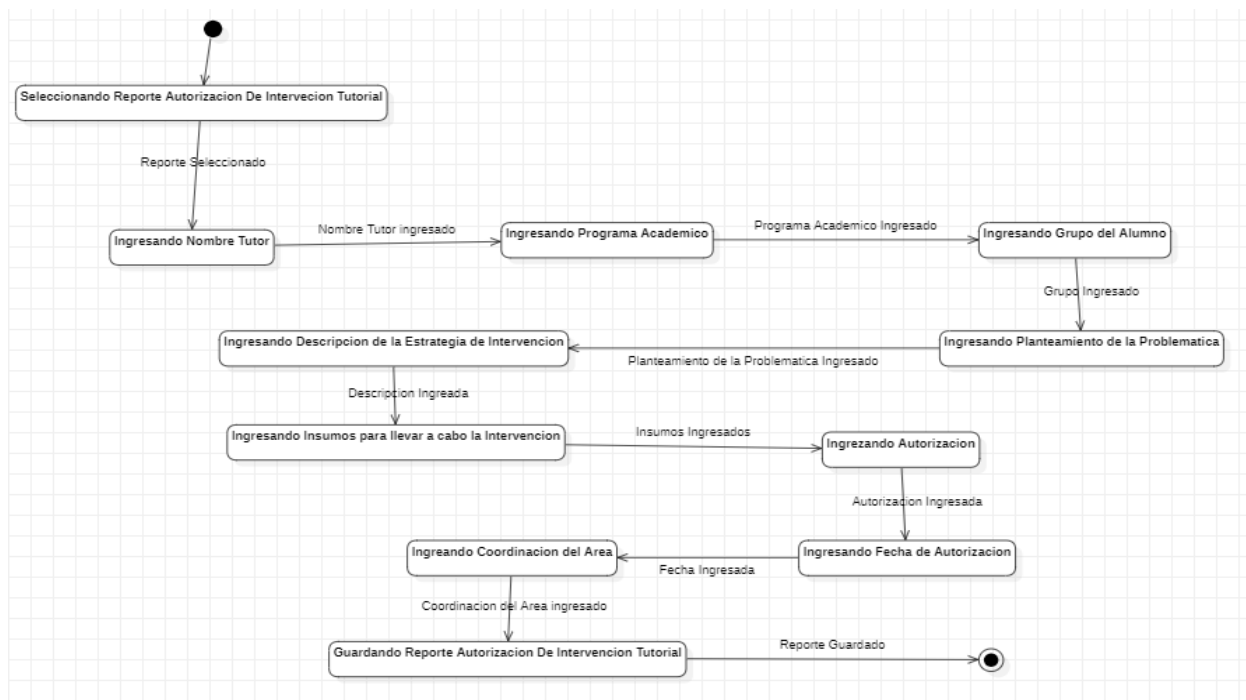 Seleccionando Reporte Autorizacion De Intervecion Tutorial
Reporte Seleccionado
Ingresando Nombre Tutor
Nombre Tutor ingresado
Ingresando Programa Academico
Programa Academico Ingresado
Ingresando Grupo del Alumno
Grupo Ingresado
Ingresando Planteamiento de la Problematica
Planteamiento de la Problematica Ingresado
Ingresando Descripcion de la Estrategia de Intervencion
Descripcion Ingreada
Ingresando Insumos para llevar a cabo la Intervencion
Insumos Ingresados
Ingrezando Autorizacion
Autorizacion Ingresada
Ingresando Fecha de Autorizacion
Fecha Ingresada
Ingreando Coordinacion del Area
Coordinacion del Area ingresado
Guardando Reporte Autorizacion De Intervencion Tutorial
Reporte Guardado